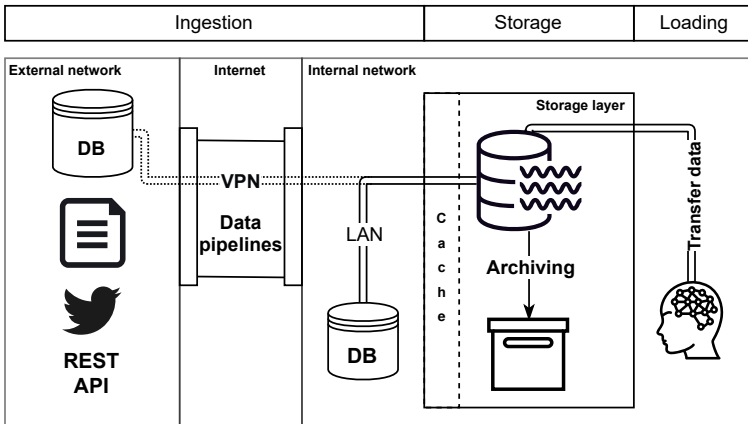 Ingestion
Storage
Loading
External network
Internet
Internal network
Storage layer
DB
VPN
Data
pipelines
LAN
DB
REST
API
C
a
c
h
e
Archiving
Transfer data